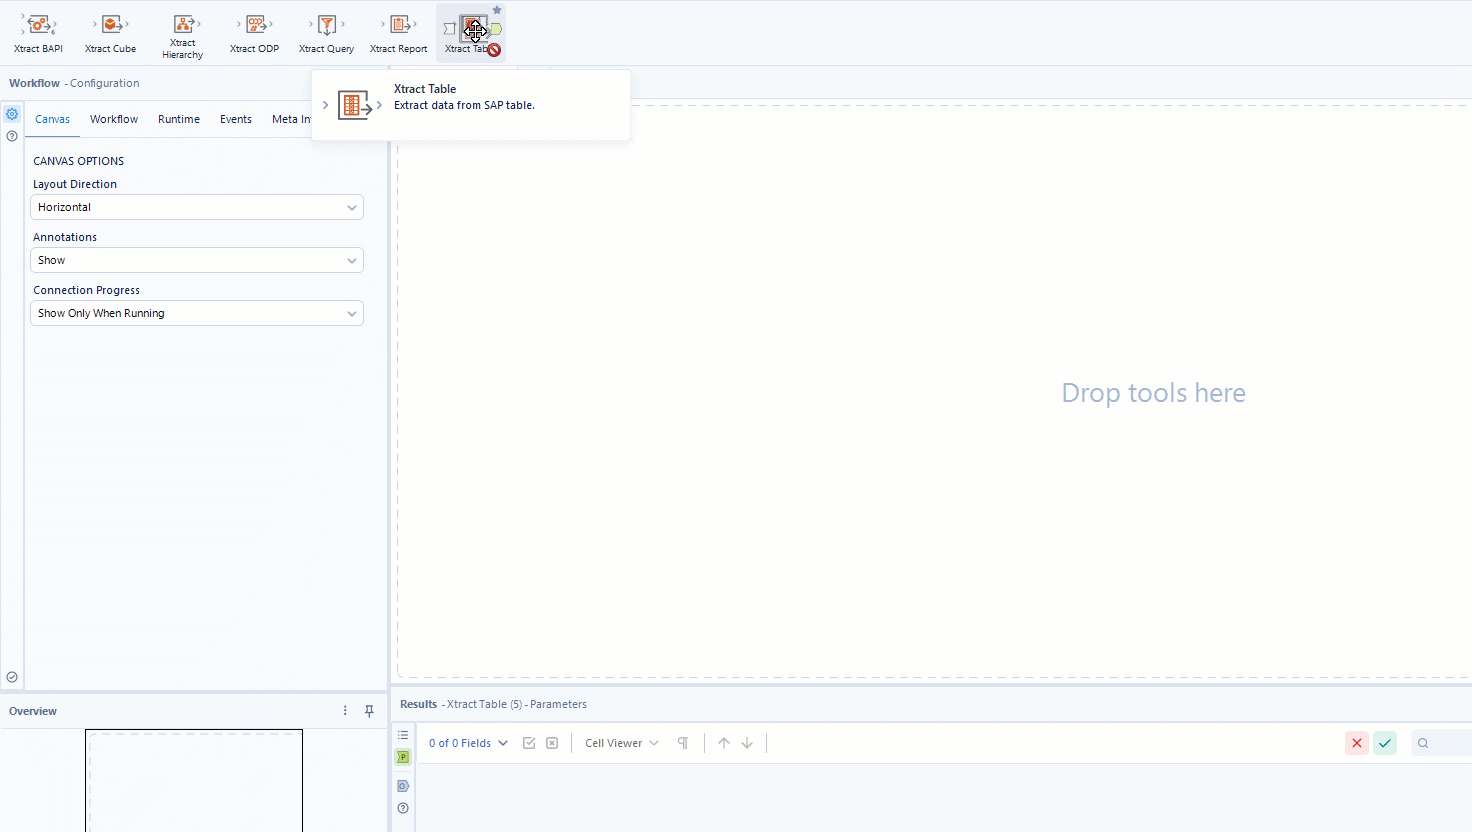 Xtract BAPI
Xtract Cube
Xtract
Hierarchy
Xtract ODP
Xtract Query
Xtract Report
Xtract
Workflow - Configuration
Xtract Table
Extract data from SAP table.
Canvas
Workflow
Runtime
Events
Meta
CANVAS OPTIONS
Layout Direction
Horizontal
Annotations
Show
Connection Progress
Show Only When Running
Drop tools here
Overview
Results - Xtract Table (5) - Parameters
0 of 0 Fields
Cell Viewer
P